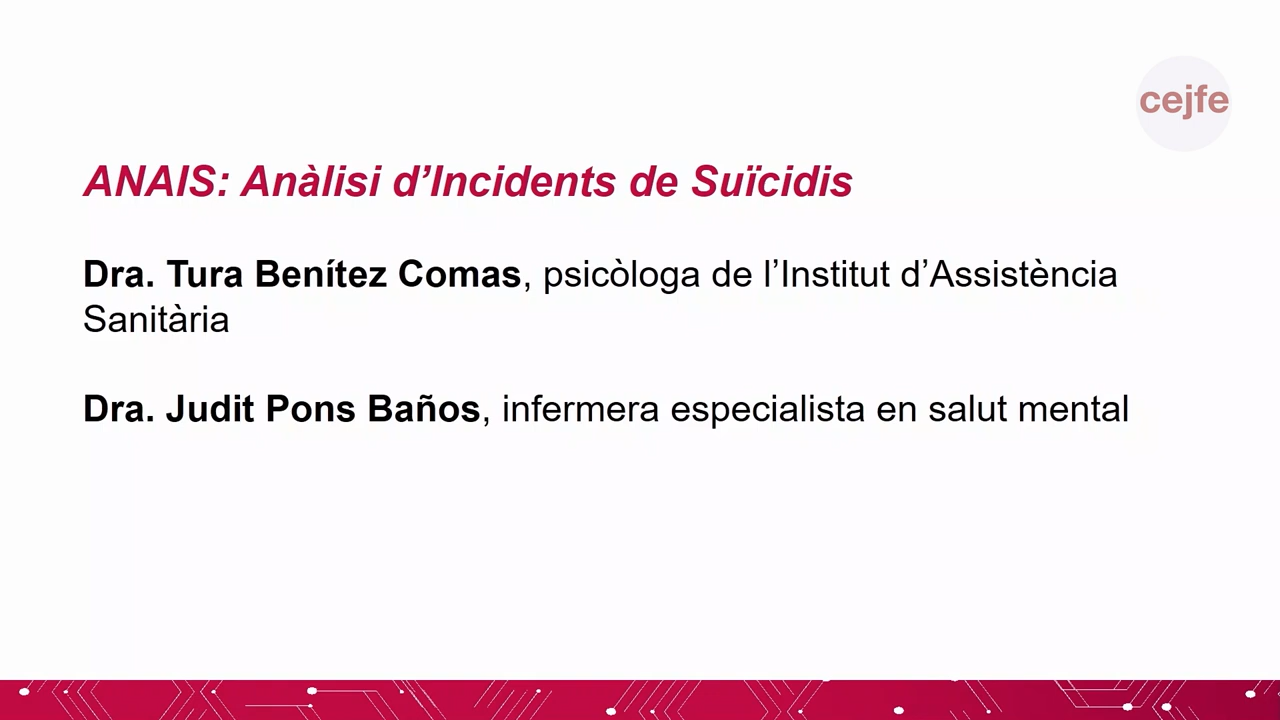 cejfe
ANAIS: Anàlisi d’Incidents de Suïcidis
Dra. Tura Benítez Comas, psicòloga de l’Institut d’Assistència
Sanitària
Dra. Judit Pons Baños, infermera especialista en salut mental